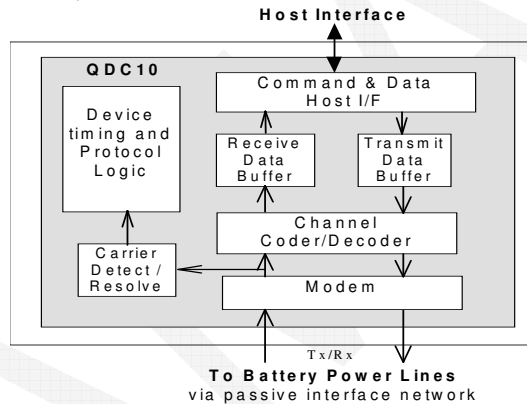 Host Interface
QDC10
Command & Data
Host I/F
Device
timing and
Protocol
Logic
Receive
Data
Buffer
Transmit
Data
Buffer
Channel
Coder/Decoder
Carrier
Detect /
Resolve
Modem
Tx/Rx
To Battery Power Lines
via passive interface network